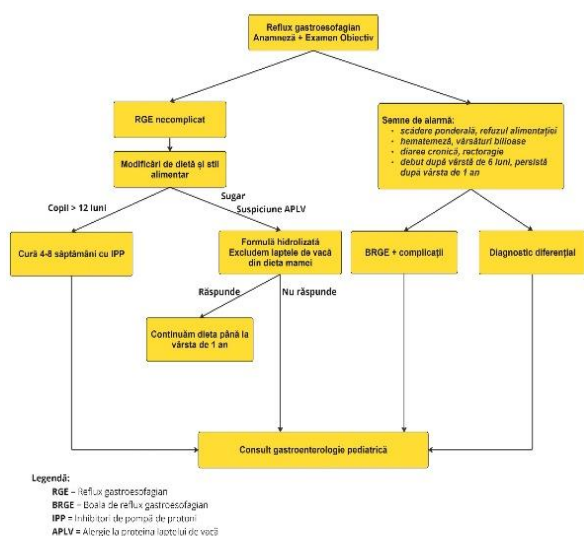 Reflux gastroesofagian
Anamneză + Examen Obiectiv
RGE necomplicat
Semne de alarmă:
• scădere ponderală, refuzul alimentației
• hematemeză, vărsături bilioase
• diaree cronică, rectoragie
• debut după vârstă de 6 luni, persistă
după vârsta de 1 an
Modificări de dietă și stil
alimentar
Copil > 12 luni
Sugar
Suspiciune APLV
Cură 4-8 săptămâni cu IPP
Formulă hidrolizată
Excludem laptele de vacă
din dieta mamei
BRGE + complicații
Diagnostic diferențial
Răspunde
Nu răspunde
Continuăm dieta până la
vârsta de 1 an
Consult gastroenterologie pediatrică
Legendă:
RGE – Reflux gastroesofagian
BRGE – Boala de reflux gastroesofagian
IPP = Inhibitori de pompă de protoni
APLV = Alergie la proteina laptelui de vacă